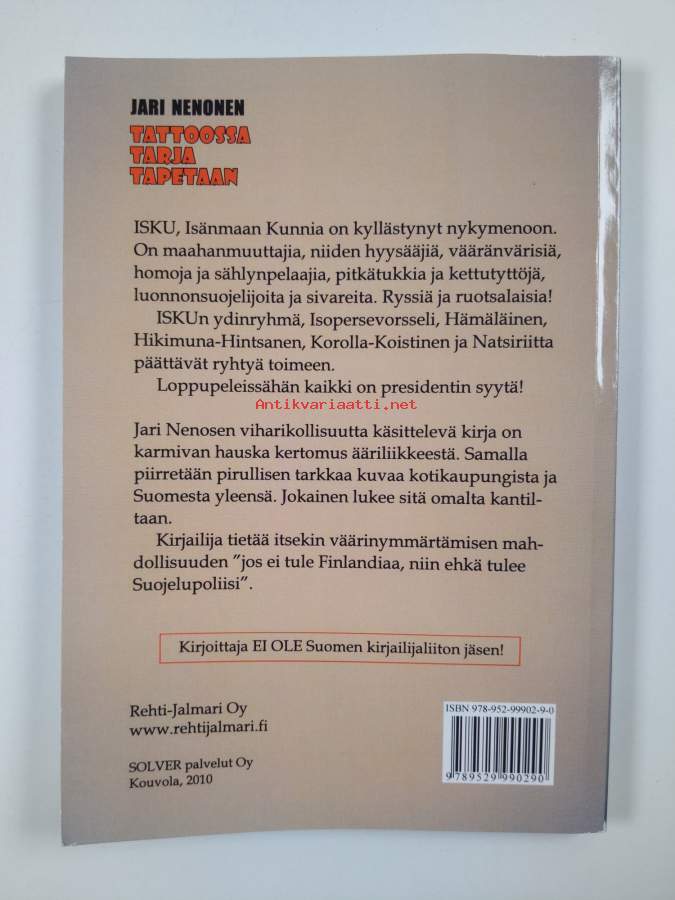 JARI NENONEN
TATTOOSSA
TARJA
TAPETAAN
ISKU, Isänmaan Kunnia on kyllästynyt nykymenoon.
On maahanmuuttajia, niiden hyysääjiä, vääränvärisiä,
homoja ja sählynpelaajia, pitkätukkia ja kettutyttöjä,
luonnonsuojelijoita ja sivareita. Ryssiä ja ruotsalaisia!
ISKUn ydinryhmä, Isopersevorsseli, Hämäläinen,
Hikimuna-Hintsanen, Korolla-Koistinen ja Natsiriitta
päättävät ryhtyä toimeen.
Loppupeleissähän kaikki on presidentin syytä!
Antikvariaatti.net
Jari Nenosen viharikollisuutta käsittelevä kirja on
karmivan hauska kertomus ääriliikkeestä. Samalla
piirretään pirullisen tarkkaa kuvaa kotikaupungista ja
Suomesta yleensä. Jokainen lukee sitä omalta kantil-
taan.
Kirjailija tietää itsekin väärinymmärtämisen mah-
dollisuuden ”jos ei tule Finlandiaa, niin ehkä tulee
Suojelupoliisi”.
Kirjoittaja EI OLE Suomen kirjailijaliiton jäsen!
Rehti-Jalmari Oy
www.rehtijalmari.fi
SOLVER palvelut Oy
Kouvola, 2010
ISBN 978-952-99902-9-0
9 789529 990290